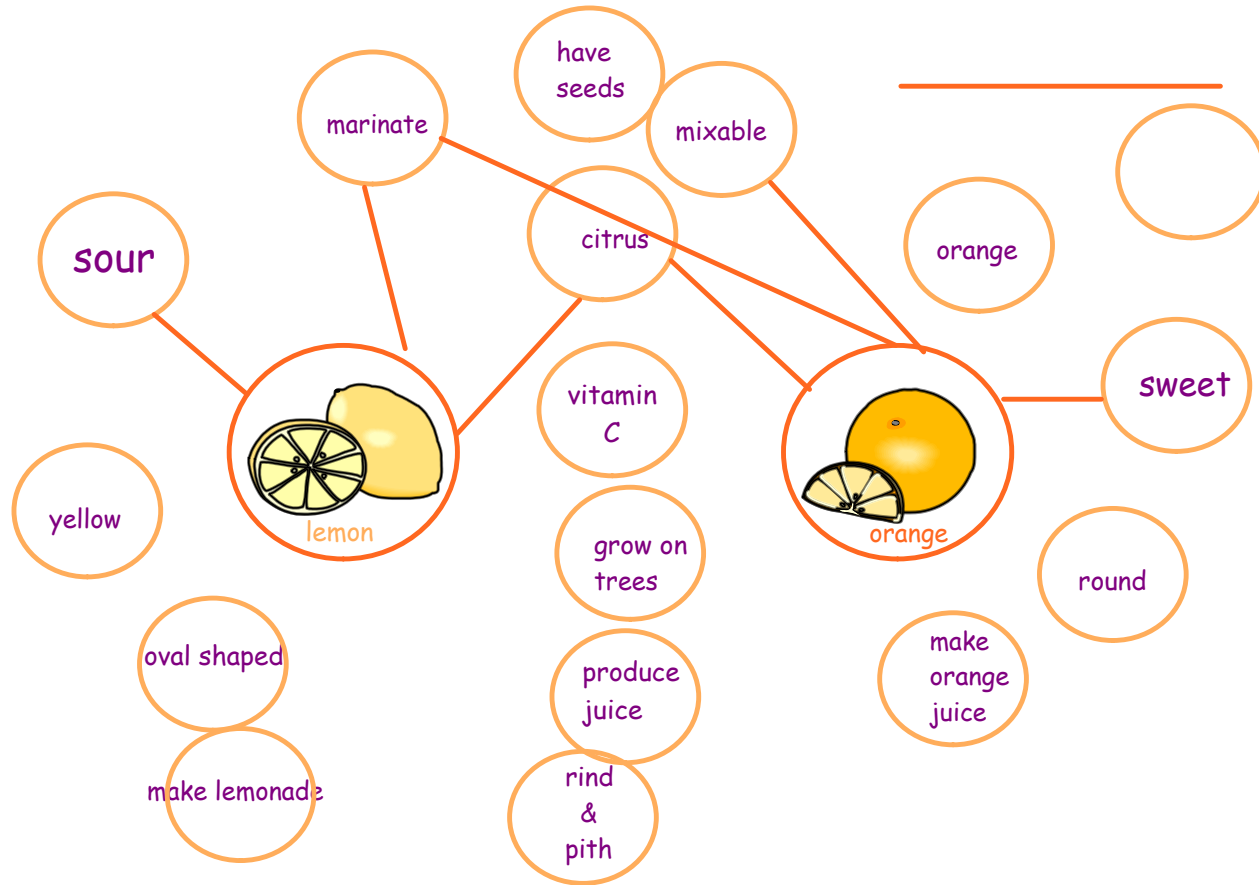 have
seeds
marinate
mixable
citrus
orange
sour
sweet
vitamin
C
yellow
lemon
orange
grow on
trees
round
oval shaped
make
orange
juice
produce
juice
make lemonade
rind
&
pith